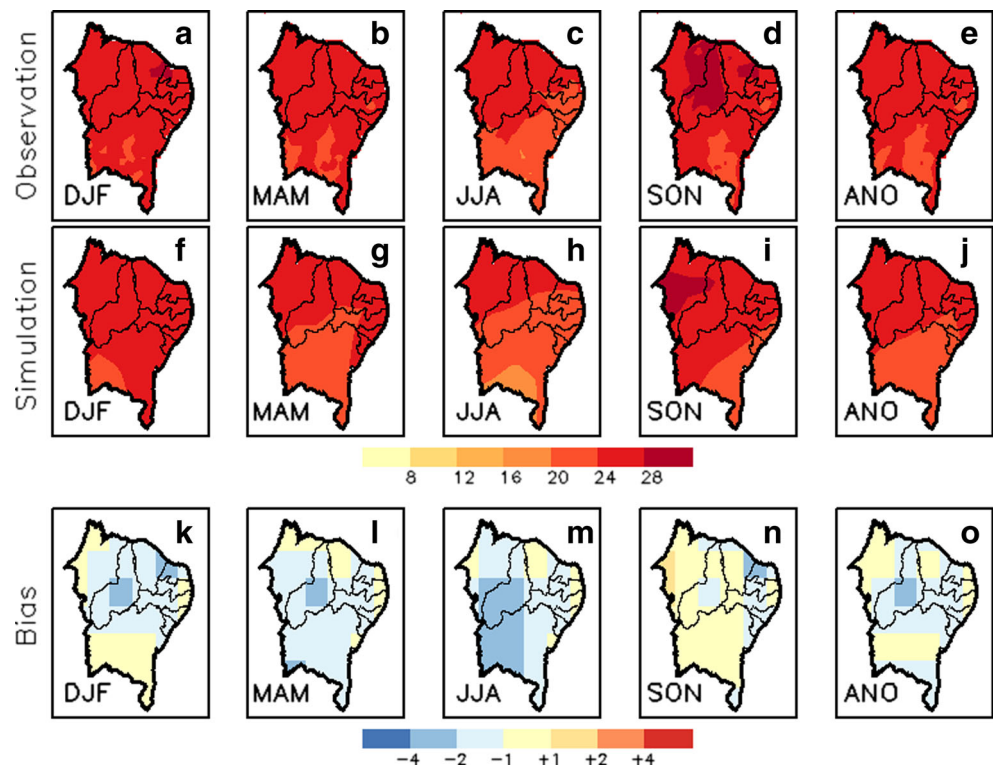 Observation
a b c d e
DJF MAM JJA SON ANO
Simulation
f g h i j
DJF MAM JJA SON ANO
8 12 16 20 24 28
Bias
k l m n o
DJF MAM JJA SON ANO
−4 −2 −1 +1 +2 +4